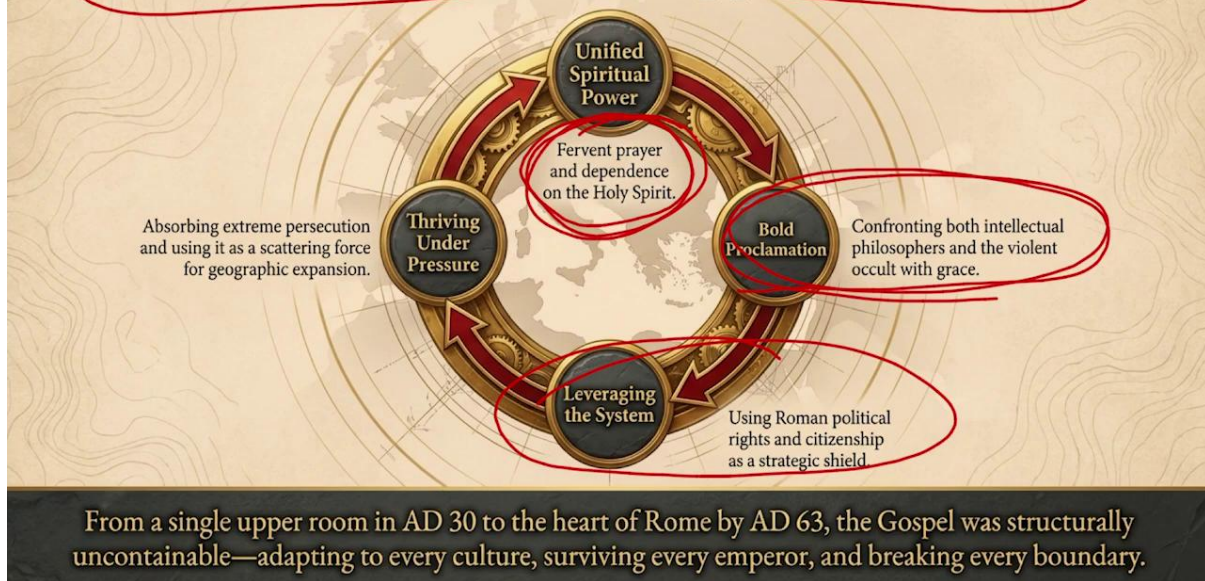 Unified
Spiritual
Power
Fervent prayer
and dependence
on the Holy Spirit.
Absorbing extreme persecution
and using it as a scattering force
for geographic expansion.
Thriving
Under
Pressure
Bold
Proclamation
Confronting both intellectual
philosophers and the violent
occult with grace.
Leveraging
the System
Using Roman political
rights and citizenship
as a strategic shield.
From a single upper room in AD 30 to the heart of Rome by AD 63, the Gospel was structurally
uncontainable—adapting to every culture, surviving every emperor, and breaking every boundary.